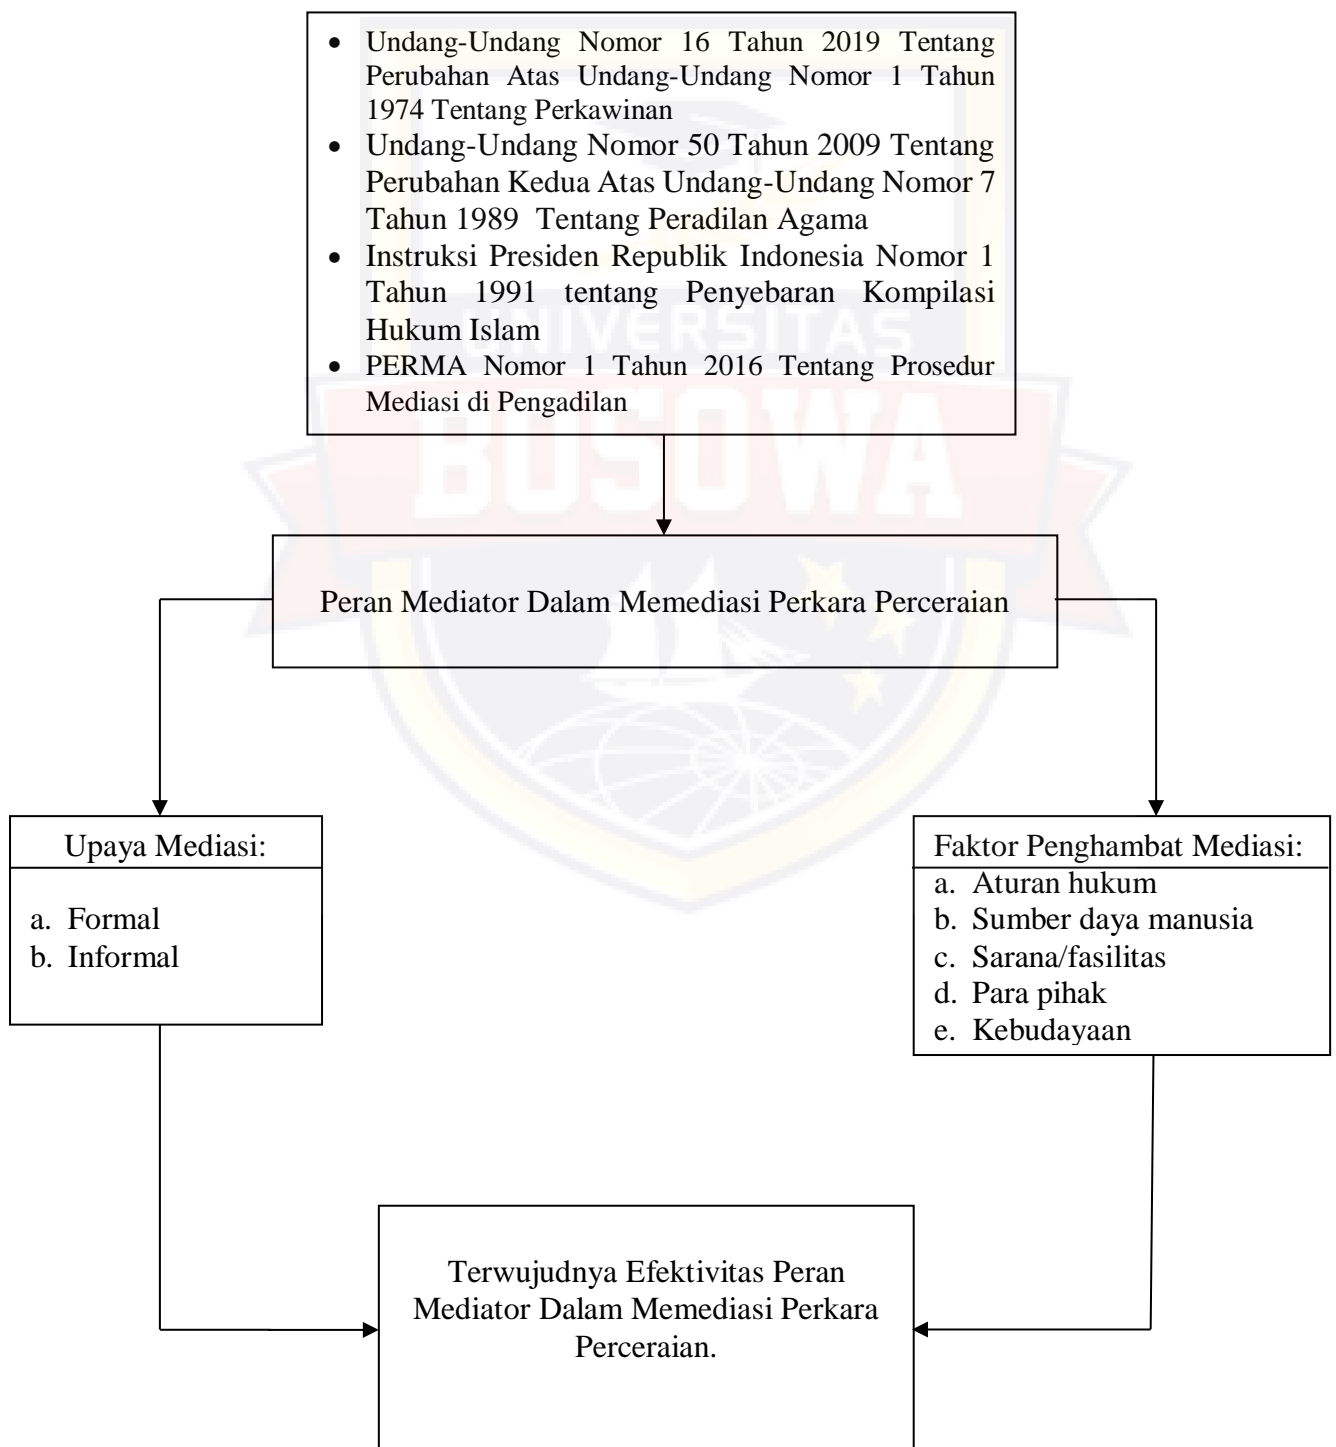 • Undang-Undang Nomor 16 Tahun 2019 Tentang
Perubahan Atas Undang-Undang Nomor 1 Tahun
1974 Tentang Perkawinan
• Undang-Undang Nomor 50 Tahun 2009 Tentang
Perubahan Kedua Atas Undang-Undang Nomor 7
Tahun 1989 Tentang Peradilan Agama
• Instruksi Presiden Republik Indonesia Nomor 1
Tahun 1991 tentang Penyebaran Kompilasi
Hukum Islam
• PERMA Nomor 1 Tahun 2016 Tentang Prosedur
Mediasi di Pengadilan
UNIVERSITAS
BOSOWA
Peran Mediator Dalam Memediasi Perkara Perceraian
Upaya Mediasi:
a. Formal
b. Informal
Faktor Penghambat Mediasi:
a. Aturan hukum
b. Sumber daya manusia
c. Sarana/fasilitas
d. Para pihak
e. Kebudayaan
Terwujudnya Efektivitas Peran
Mediator Dalam Memediasi Perkara
Perceraian.